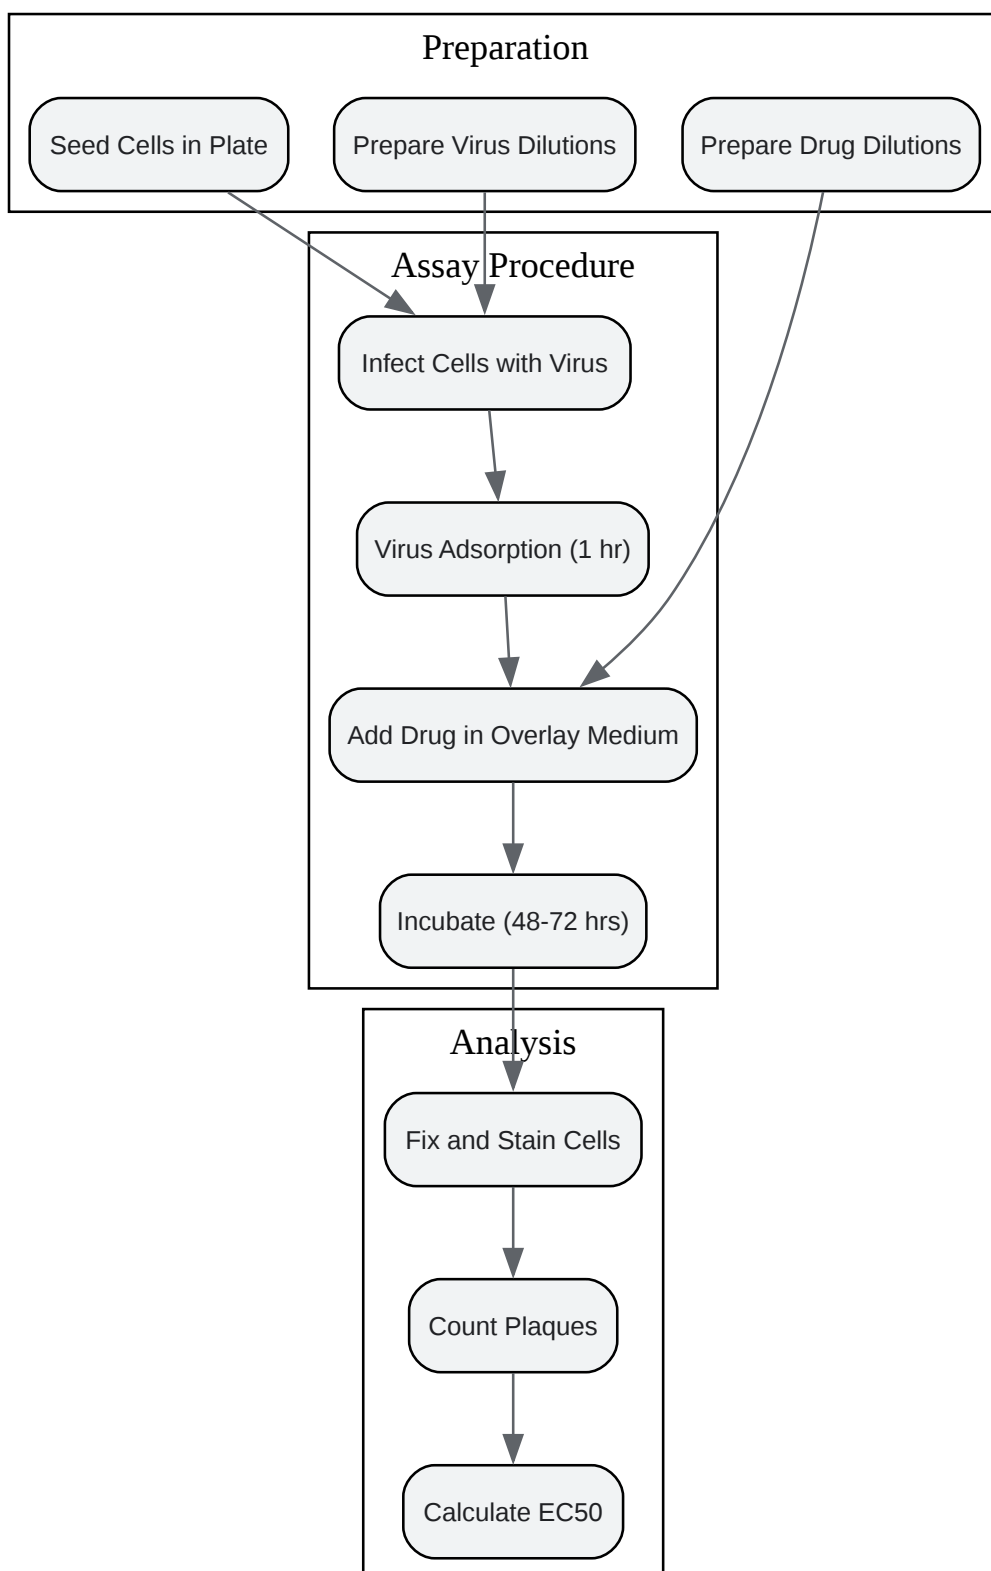 Preparation
Seed Cells in Plate
Prepare Virus Dilutions
Prepare Drug Dilutions
Assay Procedure
Infect Cells with Virus
Virus Adsorption (1 hr)
Add Drug in Overlay Medium
Incubate (48-72 hrs)
Analysis
Fix and Stain Cells
Count Plaques
Calculate EC50